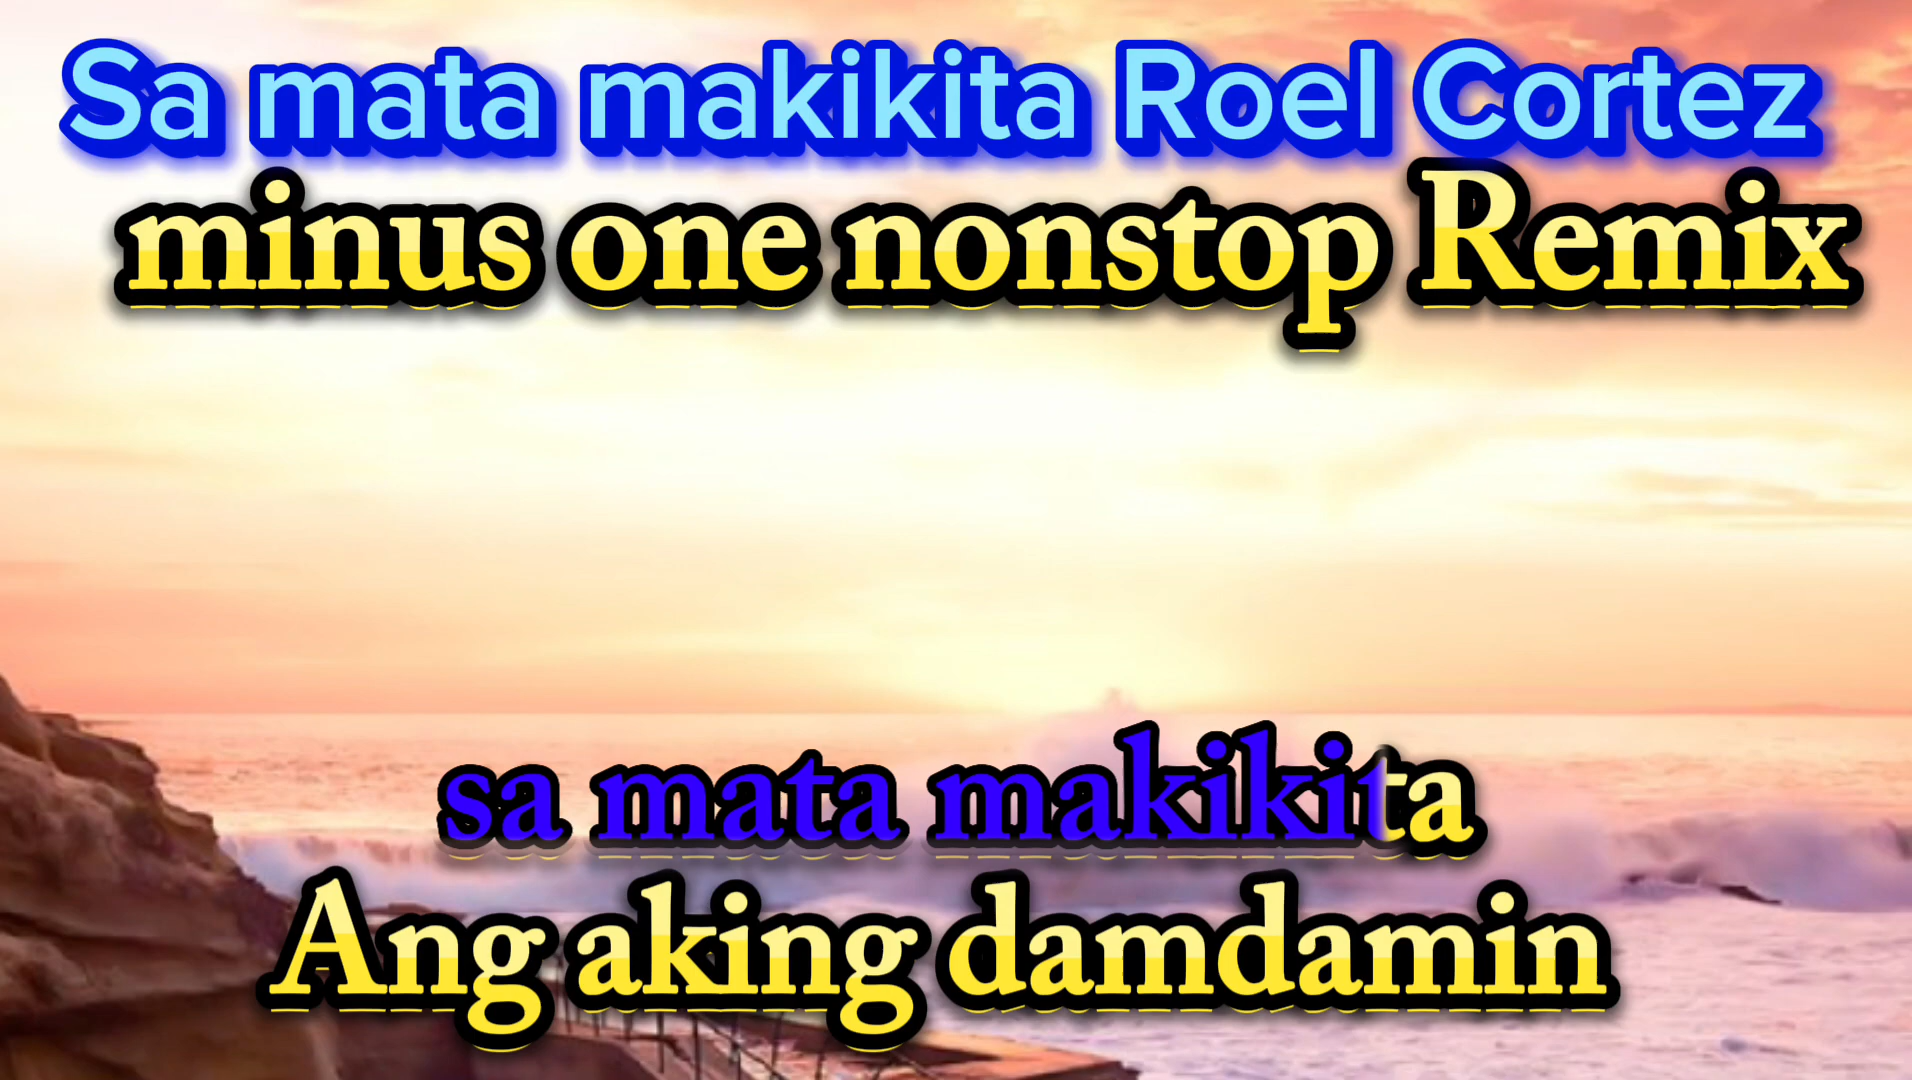 Sa mata makikita Roel Cortez
minus one nonstop Remix
sa mata makikita
Ang aking damdamin